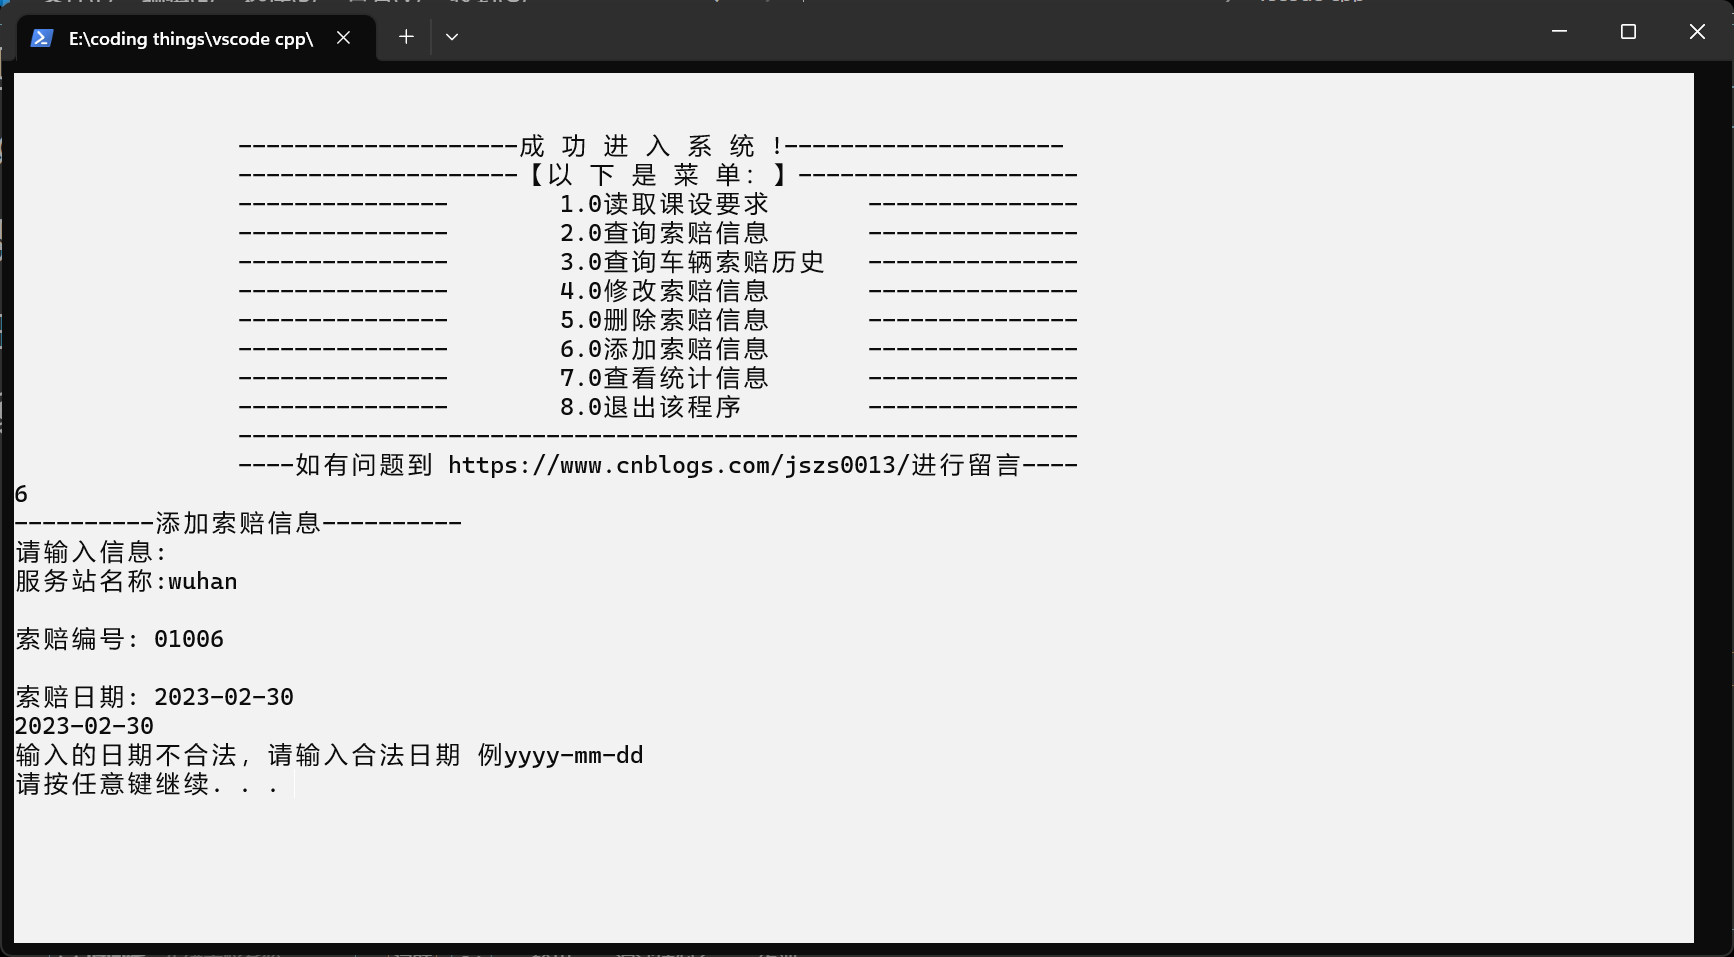 E:\coding things\vscode cpp\
--------------------成 功 进 入 系 统 !--------------------
--------------------【以 下 是 菜 单: 】--------------------
---------------        1.0读取课设要求       ---------------
---------------        2.0查询索赔信息       ---------------
---------------        3.0查询车辆索赔历史   ---------------
---------------        4.0修改索赔信息       ---------------
---------------        5.0删除索赔信息       ---------------
---------------        6.0添加索赔信息       ---------------
---------------        7.0查看统计信息       ---------------
---------------        8.0退出该程序         ---------------
------------------------------------------------------------
----如有问题到 https://www.cnblogs.com/jszs0013/进行留言----
6
----------添加索赔信息----------
请输入信息:
服务站名称:wuhan
索赔编号: 01006
索赔日期: 2023-02-30
2023-02-30
输入的日期不合法, 请输入合法日期 例yyyy-mm-dd
请按任意键继续. . .